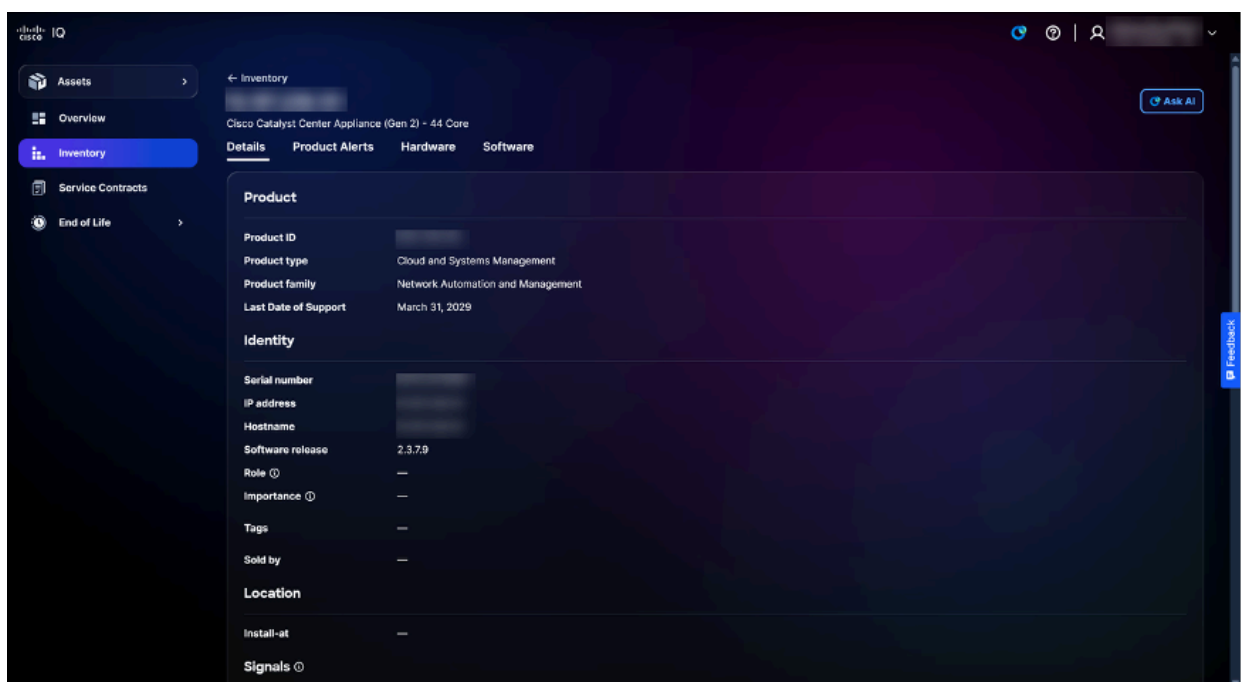 cisco IQ
Assets
Overview
Inventory
Service Contracts
End of Life
← Inventory
Ask AI
Cisco Catalyst Center Appliance (Gen 2) - 44 Core
Details Product Alerts Hardware Software
Product
Product ID
Product type Cloud and Systems Management
Product family Network Automation and Management
Last Date of Support March 31, 2029
Identity
Serial number
IP address
Hostname
Software release 2.3.7.9
Role —
Importance —
Tags —
Sold by —
Location
Install-at —
Signals
Feedback